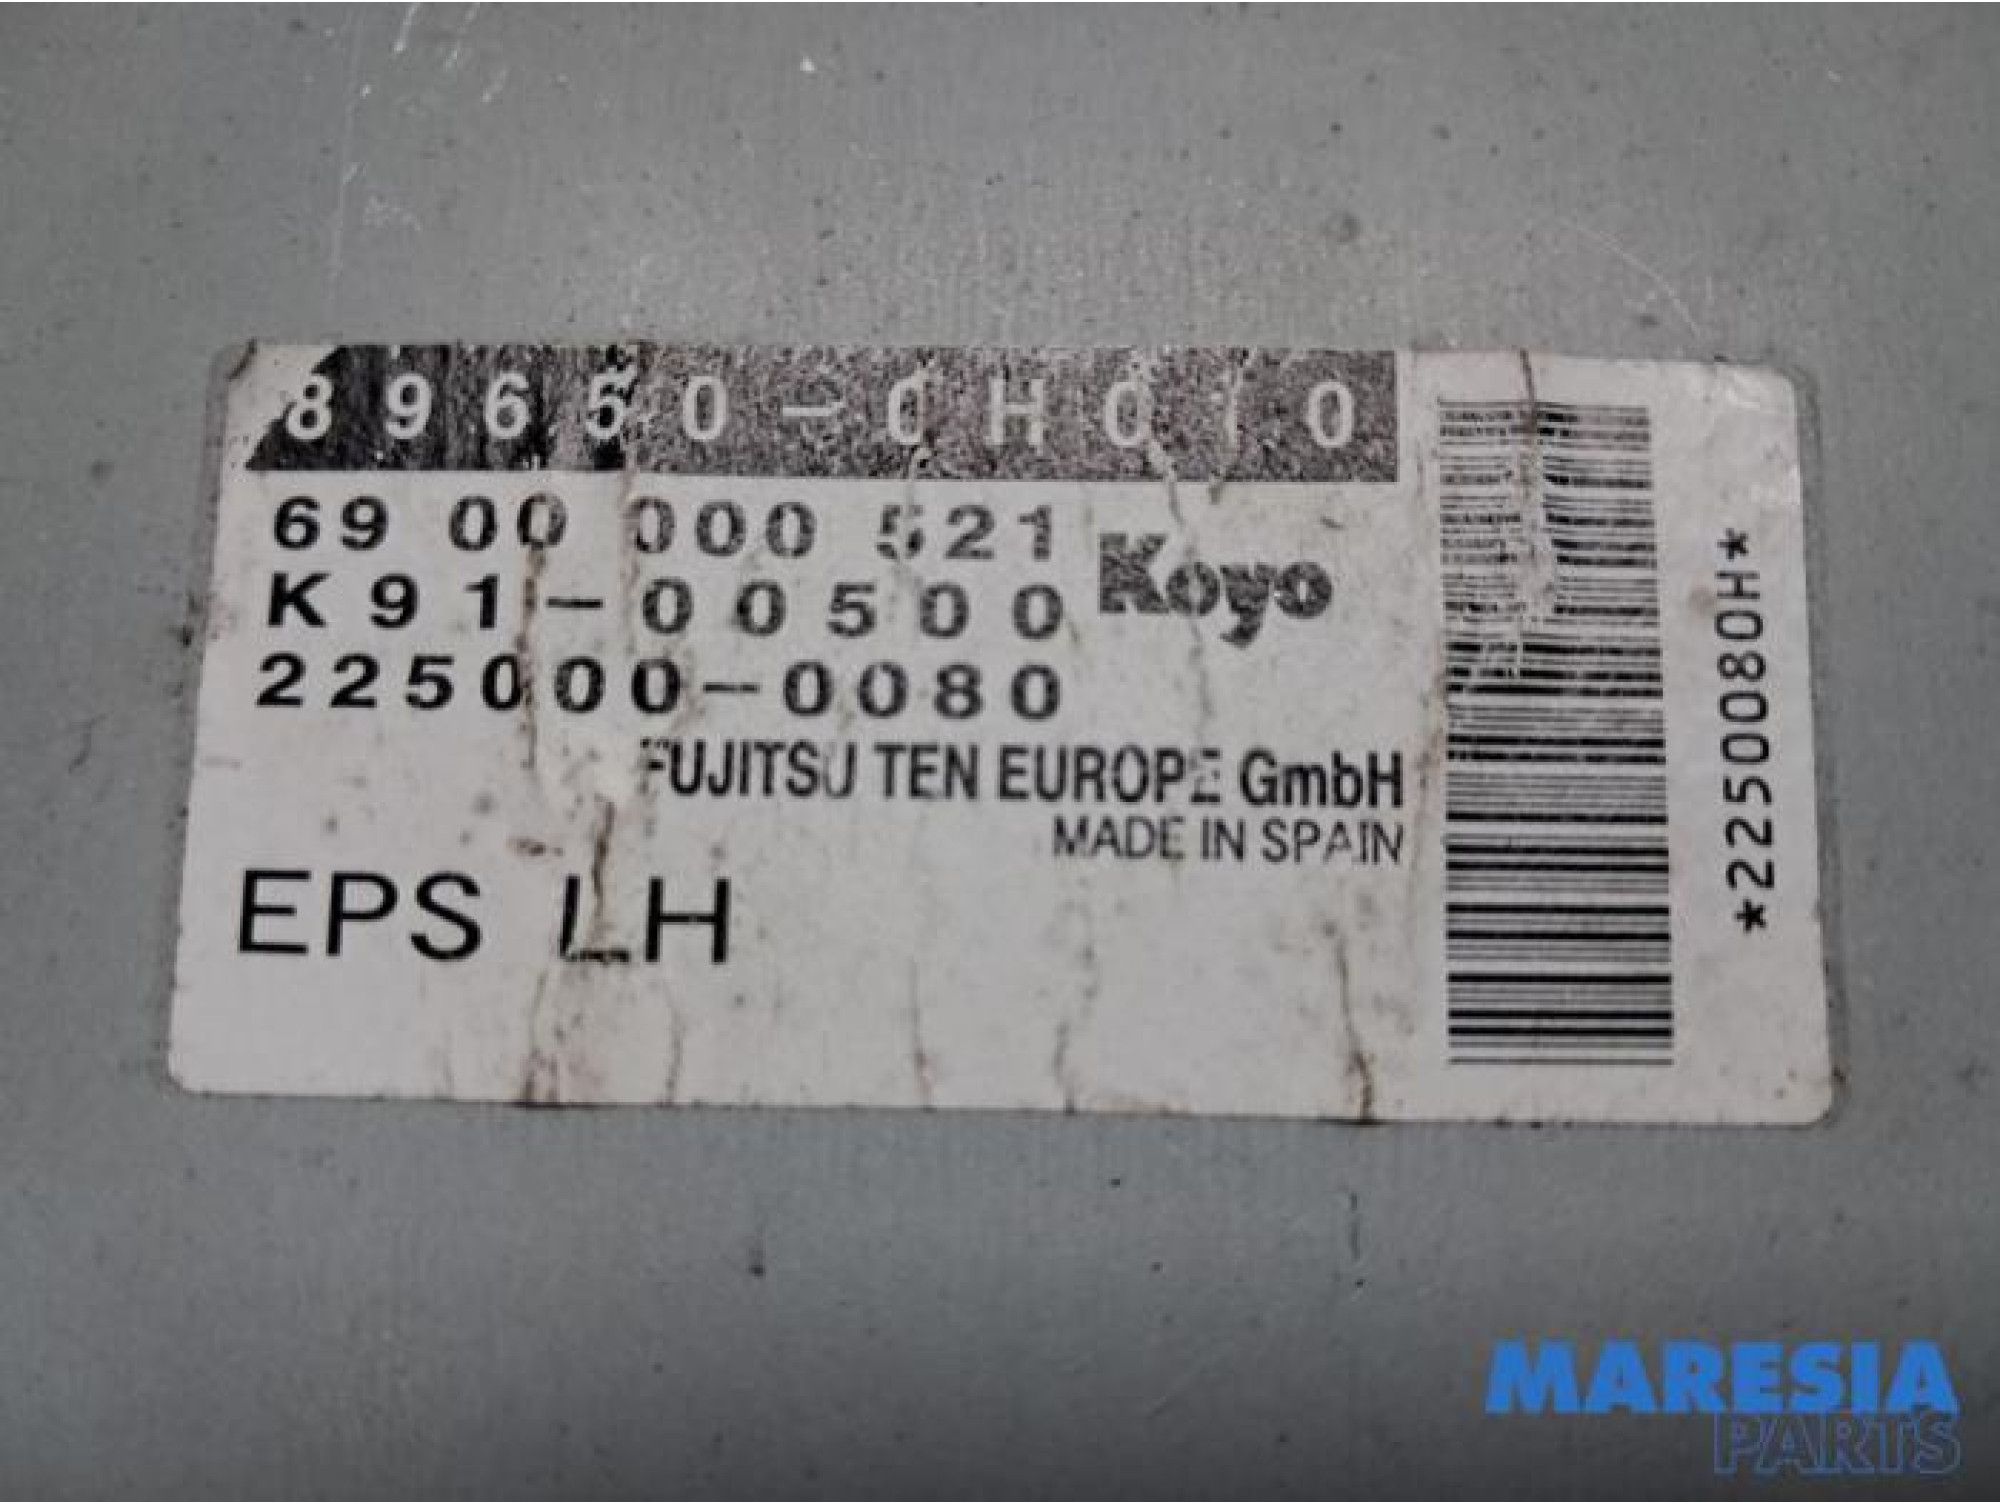 89650-0H010
69 00 000 521
K91-00500
Koyo
225000-0080
FUJITSU TEN EUROPE GmbH
MADE IN SPAIN
EPS LH
*2250080H*
MARESIA
PARTS